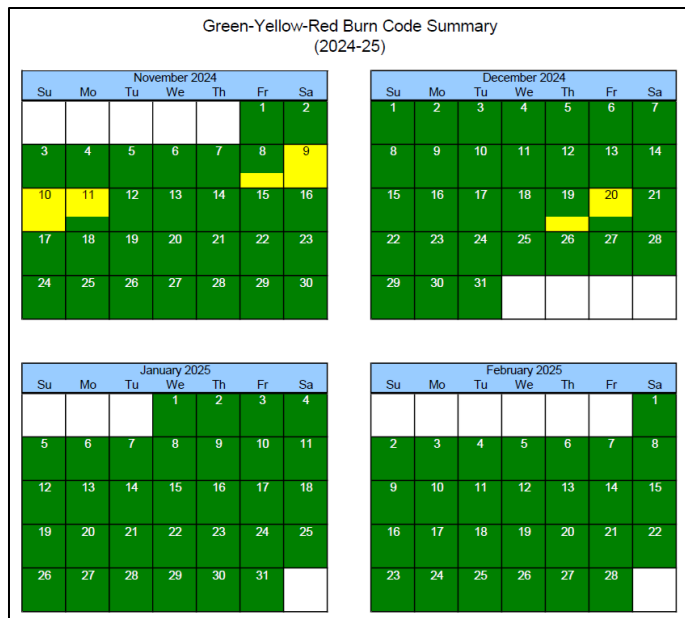 Green-Yellow-Red Burn Code Summary
(2024-25)
November 2024
Su Mo Tu We Th Fr Sa
1 2
3 4 5 6 7 8 9
10 11 12 13 14 15 16
17 18 19 20 21 22 23
24 25 26 27 28 29 30
December 2024
Su Mo Tu We Th Fr Sa
1 2 3 4 5 6 7
8 9 10 11 12 13 14
15 16 17 18 19 20 21
22 23 24 25 26 27 28
29 30 31
January 2025
Su Mo Tu We Th Fr Sa
1 2 3 4
5 6 7 8 9 10 11
12 13 14 15 16 17 18
19 20 21 22 23 24 25
26 27 28 29 30 31
February 2025
Su Mo Tu We Th Fr Sa
1
2 3 4 5 6 7 8
9 10 11 12 13 14 15
16 17 18 19 20 21 22
23 24 25 26 27 28